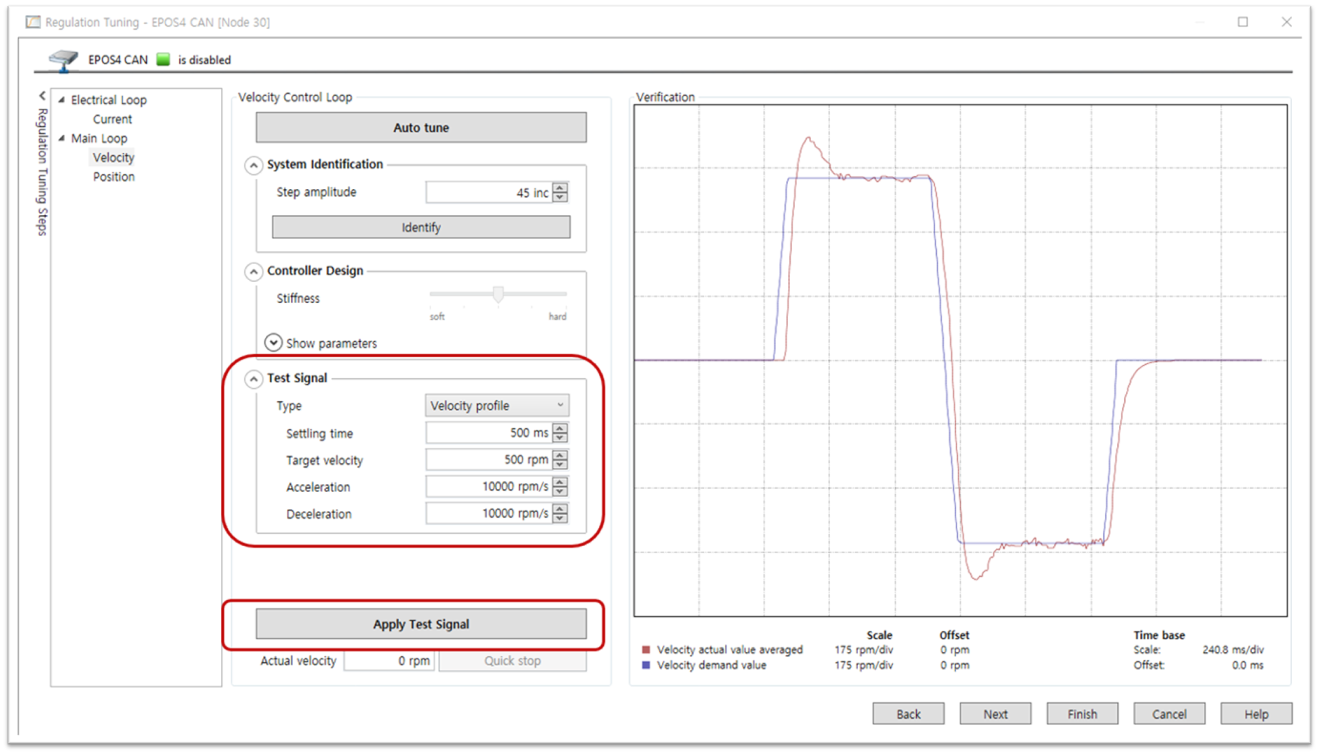 Regulation Tuning - EPOS4 CAN [Node 30]
EPOS4 CAN is disabled
Regulation Tuning Steps
Electrical Loop
Current
Main Loop
Velocity
Position
Velocity Control Loop
Auto tune
System Identification
Step amplitude 45 inc
Identify
Controller Design
Stiffness
soft hard
Show parameters
Test Signal
Type Velocity profile
Settling time 500 ms
Target velocity 500 rpm
Acceleration 10000 rpm/s
Deceleration 10000 rpm/s
Apply Test Signal
Actual velocity 0 rpm Quick stop
Verification
Scale Offset Time base
Velocity actual value averaged 175 rpm/div 0 rpm Scale: 240.8 ms/div
Velocity demand value 175 rpm/div 0 rpm Offset: 0.0 ms
Back Next Finish Cancel Help